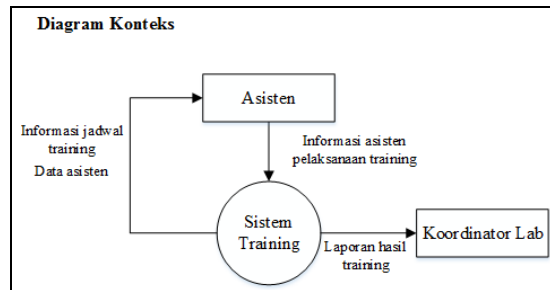 Diagram Konteks
Asisten
Informasi jadwal
training
Data asisten
Informasi asisten
pelaksanaan training
Sistem
Training
Laporan hasil
training
Koordinator Lab